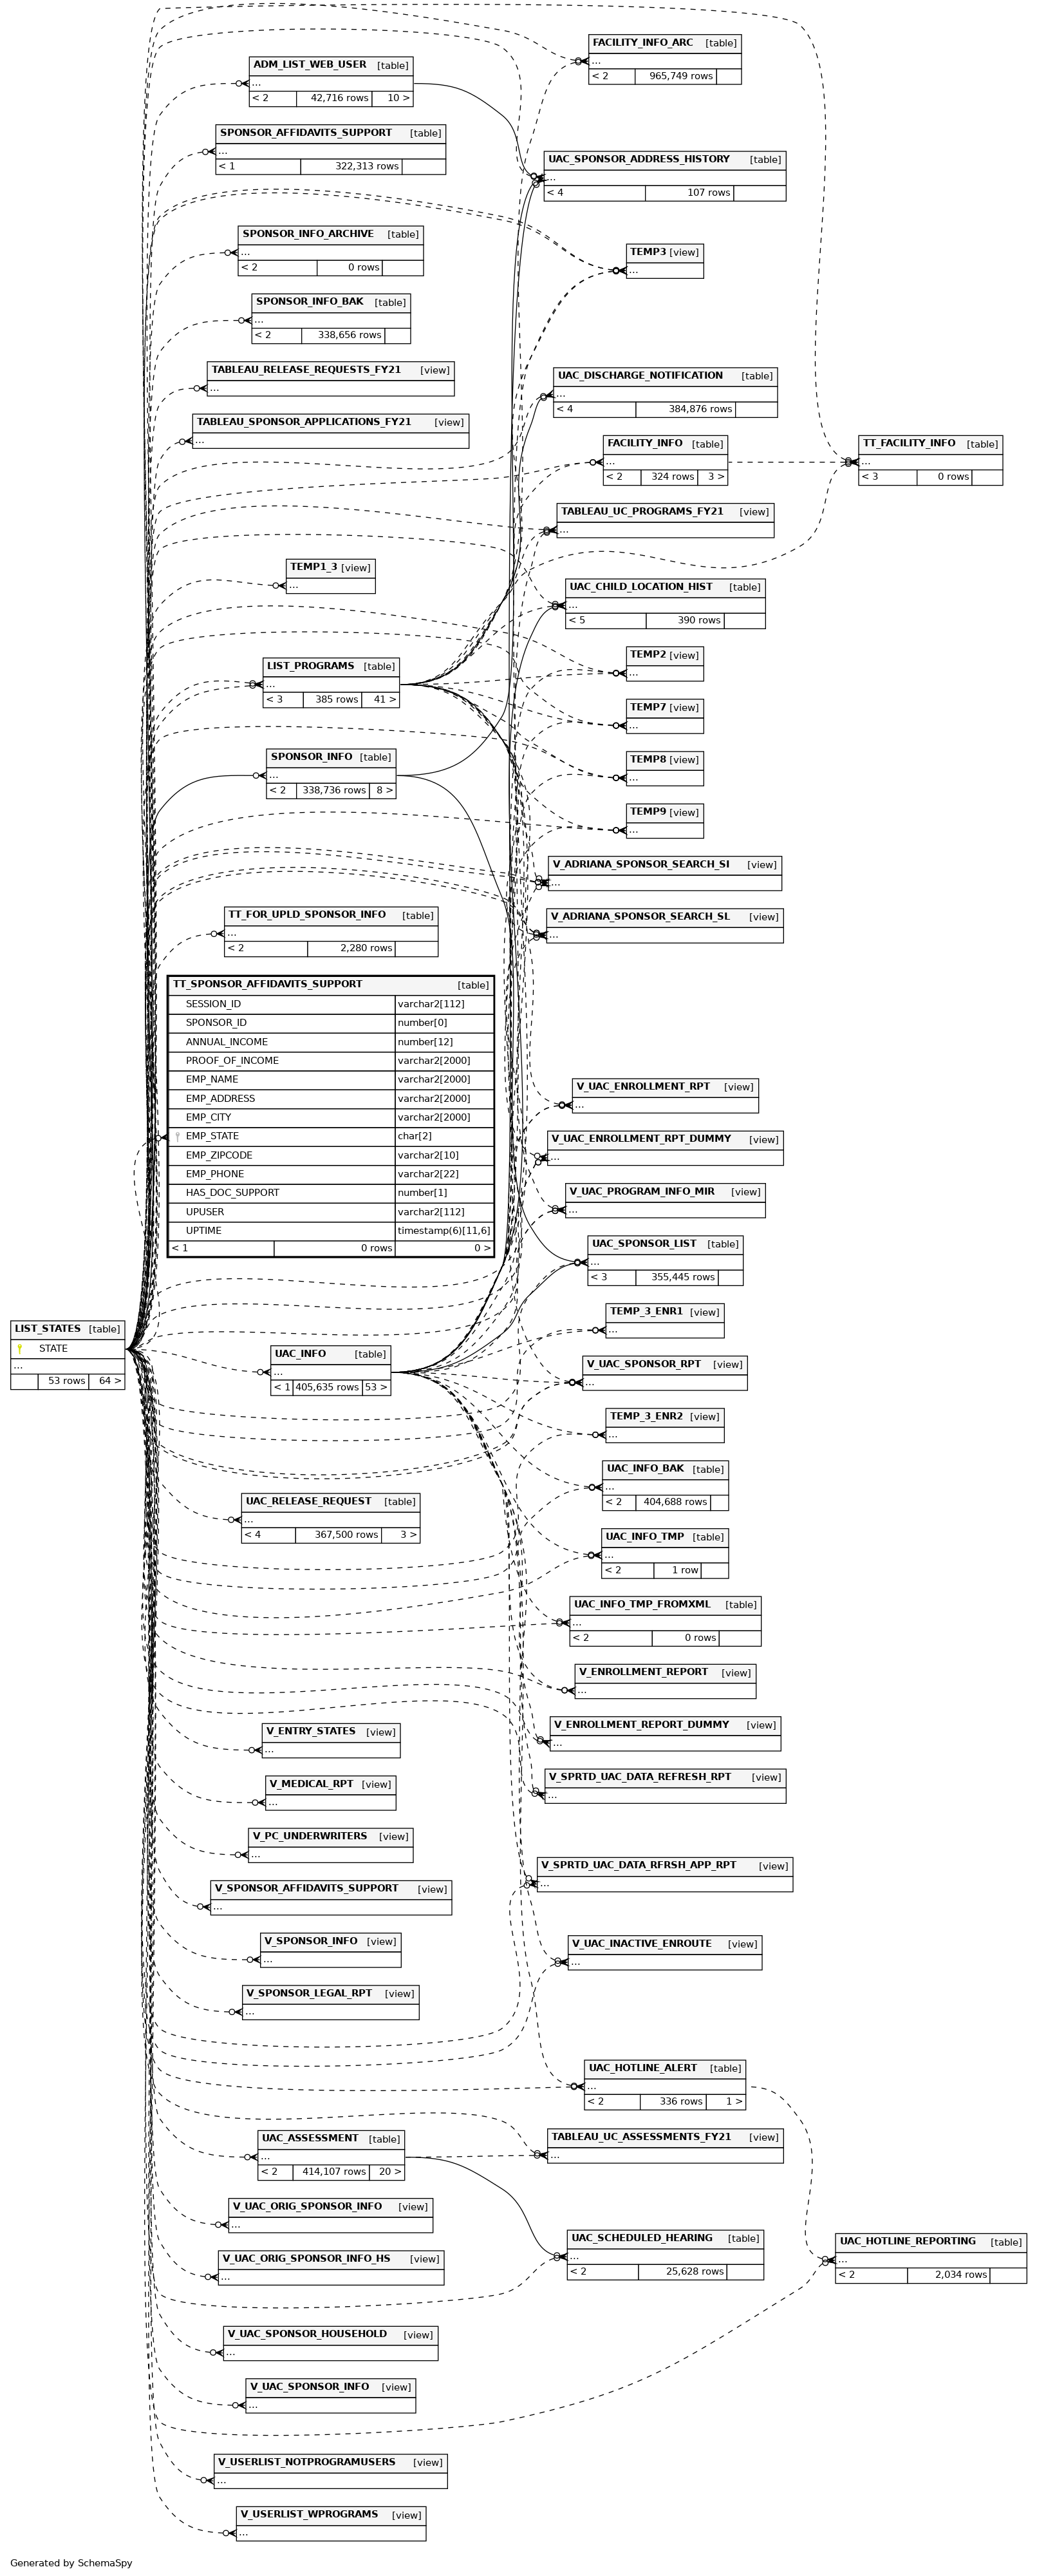 FACILITY_INFO_ARC [table]
...
< 2 965,749 rows
ADM_LIST_WEB_USER [table]
...
< 2 42,716 rows 10 >
SPONSOR_AFFIDAVITS_SUPPORT [table]
...
< 1 322,313 rows
UAC_SPONSOR_ADDRESS_HISTORY [table]
...
< 4 107 rows
SPONSOR_INFO_ARCHIVE [table]
...
< 2 0 rows
TEMP3 [view]
...
SPONSOR_INFO_BAK [table]
...
< 2 338,656 rows
TABLEAU_RELEASE_REQUESTS_FY21 [view]
...
UAC_DISCHARGE_NOTIFICATION [table]
...
< 4 384,876 rows
TABLEAU_SPONSOR_APPLICATIONS_FY21 [view]
...
FACILITY_INFO [table]
...
< 2 324 rows 3 >
TT_FACILITY_INFO [table]
...
< 3 0 rows
TABLEAU_UC_PROGRAMS_FY21 [view]
...
TEMP1_3 [view]
...
UAC_CHILD_LOCATION_HIST [table]
...
< 5 390 rows
TEMP2 [view]
...
LIST_PROGRAMS [table]
...
< 3 385 rows 41 >
TEMP7 [view]
...
SPONSOR_INFO [table]
...
< 2 338,736 rows 8 >
TEMP8 [view]
...
TEMP9 [view]
...
V_ADRIANA_SPONSOR_SEARCH_SI [view]
...
TT_FOR_UPLD_SPONSOR_INFO [table]
...
< 2 2,280 rows
V_ADRIANA_SPONSOR_SEARCH_SL [view]
...
TT_SPONSOR_AFFIDAVITS_SUPPORT [table]
SESSION_ID varchar2[112]
SPONSOR_ID number[0]
ANNUAL_INCOME number[12]
PROOF_OF_INCOME varchar2[2000]
EMP_NAME varchar2[2000]
EMP_ADDRESS varchar2[2000]
EMP_CITY varchar2[2000]
EMP_STATE char[2]
EMP_ZIPCODE varchar2[10]
EMP_PHONE varchar2[22]
HAS_DOC_SUPPORT number[1]
UPUSER varchar2[112]
UPTIME timestamp(6)[11,6]
< 1 0 rows 0 >
V_UAC_ENROLLMENT_RPT [view]
...
V_UAC_ENROLLMENT_RPT_DUMMY [view]
...
V_UAC_PROGRAM_INFO_MIR [view]
...
UAC_SPONSOR_LIST [table]
...
< 3 355,445 rows
TEMP_3_ENR1 [view]
...
LIST_STATES [table]
STATE
...
53 rows 64 >
UAC_INFO [table]
...
< 1 405,635 rows 53 >
V_UAC_SPONSOR_RPT [view]
...
TEMP_3_ENR2 [view]
...
UAC_INFO_BAK [table]
...
< 2 404,688 rows
UAC_RELEASE_REQUEST [table]
...
< 4 367,500 rows 3 >
UAC_INFO_TMP [table]
...
< 2 1 row
UAC_INFO_TMP_FROMXML [table]
...
< 2 0 rows
V_ENROLLMENT_REPORT [view]
...
V_ENROLLMENT_REPORT_DUMMY [view]
...
V_ENTRY_STATES [view]
...
V_SPRTD_UAC_DATA_REFRESH_RPT [view]
...
V_MEDICAL_RPT [view]
...
V_PC_UNDERWRITERS [view]
...
V_SPRTD_UAC_DATA_RFRSH_APP_RPT [view]
...
V_SPONSOR_AFFIDAVITS_SUPPORT [view]
...
V_SPONSOR_INFO [view]
...
V_UAC_INACTIVE_ENROUTE [view]
...
V_SPONSOR_LEGAL_RPT [view]
...
UAC_HOTLINE_ALERT [table]
...
< 2 336 rows 1 >
UAC_ASSESSMENT [table]
...
< 2 414,107 rows 20 >
TABLEAU_UC_ASSESSMENTS_FY21 [view]
...
V_UAC_ORIG_SPONSOR_INFO [view]
...
UAC_SCHEDULED_HEARING [table]
...
< 2 25,628 rows
UAC_HOTLINE_REPORTING [table]
...
< 2 2,034 rows
V_UAC_ORIG_SPONSOR_INFO_HS [view]
...
V_UAC_SPONSOR_HOUSEHOLD [view]
...
V_UAC_SPONSOR_INFO [view]
...
V_USERLIST_NOTPROGRAMUSERS [view]
...
V_USERLIST_WPROGRAMS [view]
...
Generated by SchemaSpy